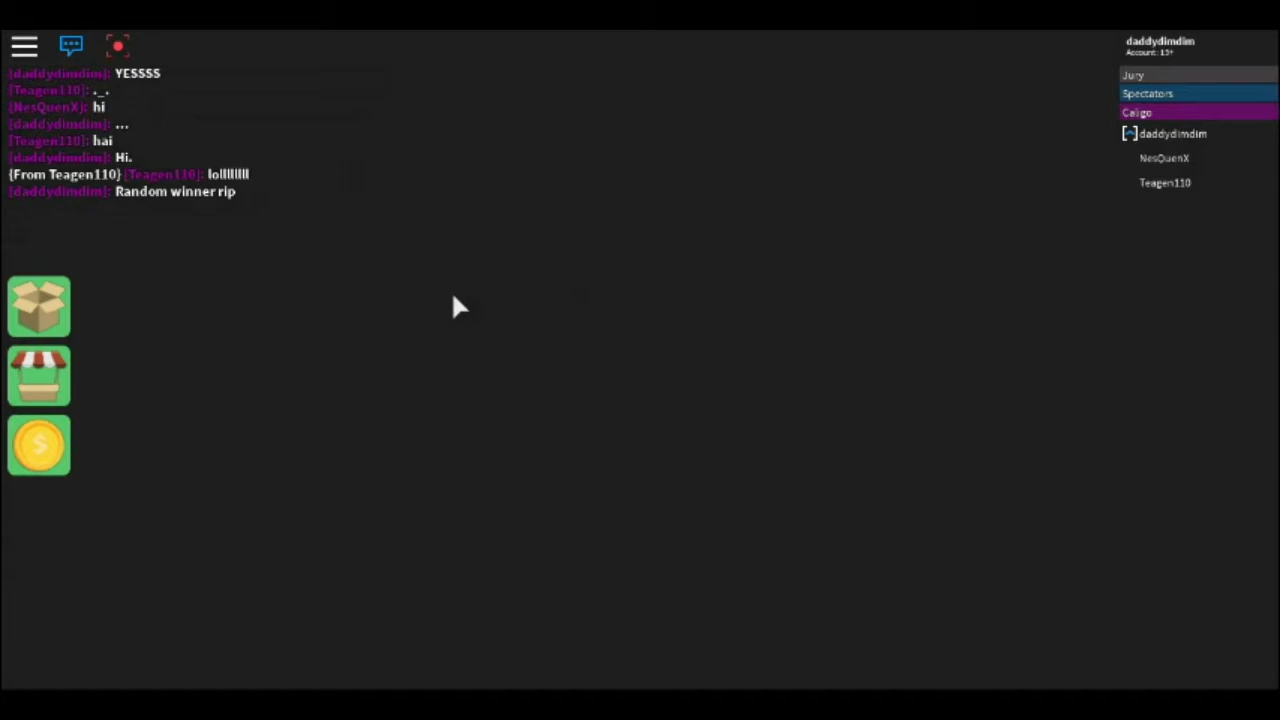 [daddydimdim]: YESSSS
[Teagen110]: ._.
[NesQuenX]: hi
[daddydimdim]: ...
[Teagen110]: hai
[daddydimdim]: Hi.
{From Teagen110}[Teagen110]: lollllllll
[daddydimdim]: Random winner rip
daddydimdim
Account: 13+
Jury
Spectators
Caligo
daddydimdim
NesQuenX
Teagen110